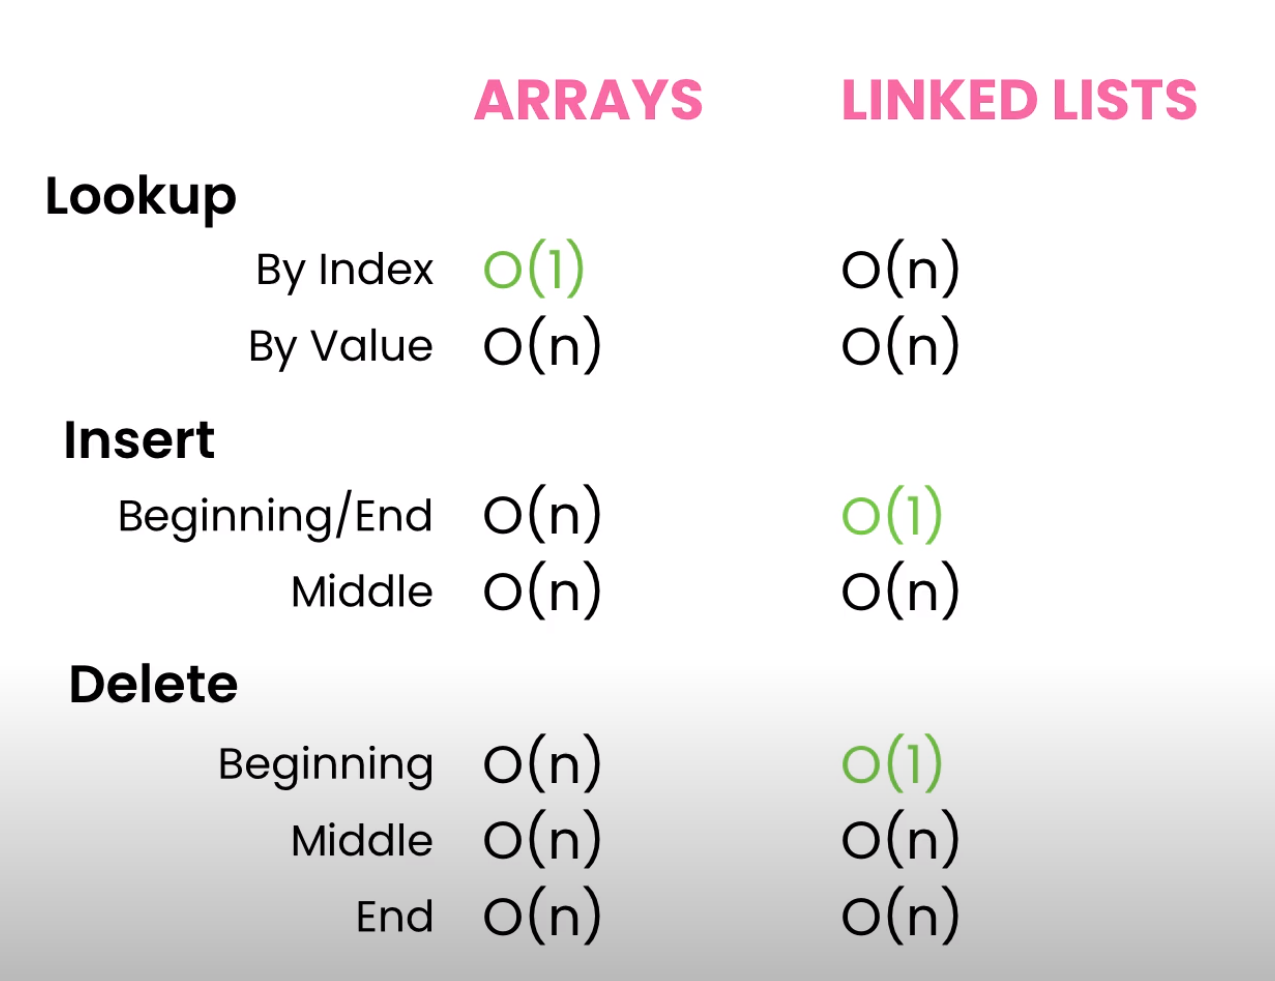 ARRAYS LINKED LISTS
Lookup
By Index O(1) O(n)
By Value O(n) O(n)
Insert
Beginning/End O(n) O(1)
Middle O(n) O(n)
Delete
Beginning O(n) O(1)
Middle O(n) O(n)
End O(n) O(n)